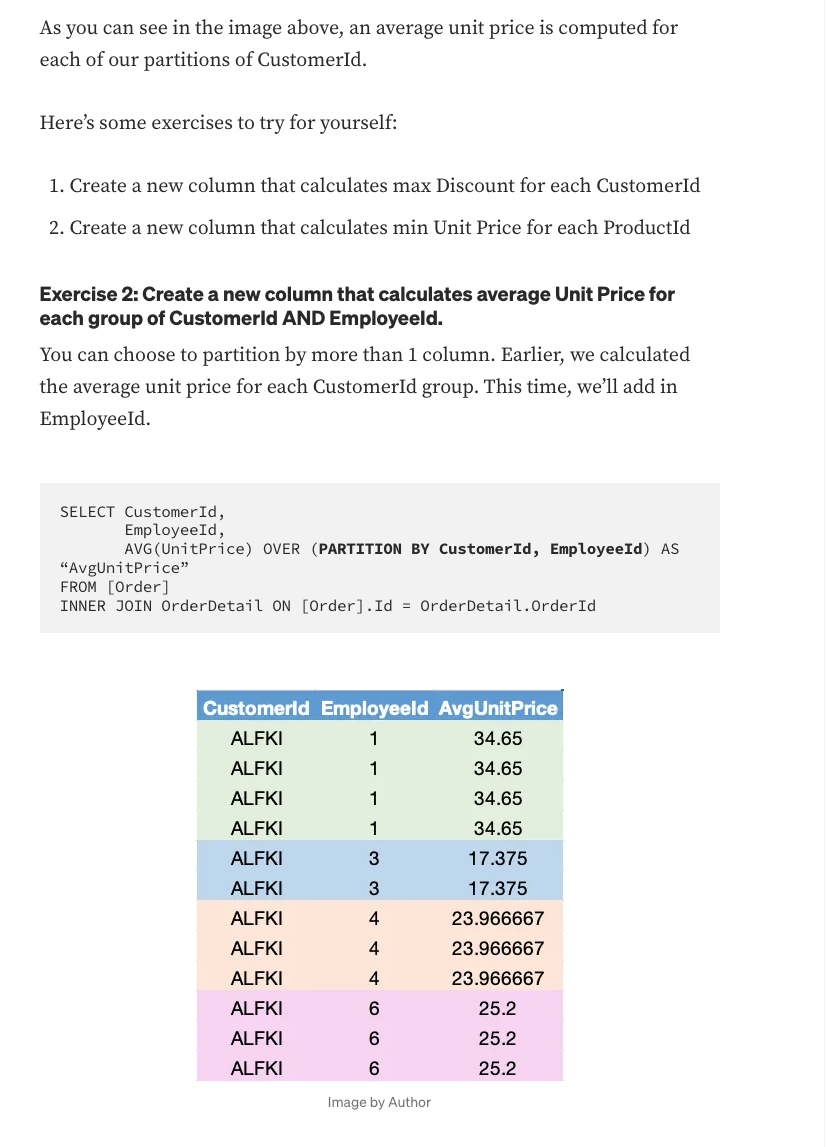 As you can see in the image above, an average unit price is computed for
each of our partitions of CustomerId.
Here’s some exercises to try for yourself:
1. Create a new column that calculates max Discount for each CustomerId
2. Create a new column that calculates min Unit Price for each ProductId
Exercise 2: Create a new column that calculates average Unit Price for
each group of CustomerId AND EmployeeId.
You can choose to partition by more than 1 column. Earlier, we calculated
the average unit price for each CustomerId group. This time, we’ll add in
EmployeeId.
SELECT CustomerId,
EmployeeId,
AVG(UnitPrice) OVER (PARTITION BY CustomerId, EmployeeId) AS
“AvgUnitPrice”
FROM [Order]
INNER JOIN OrderDetail ON [Order].Id = OrderDetail.OrderId
CustomerId EmployeeId AvgUnitPrice
ALFKI 1 34.65
ALFKI 1 34.65
ALFKI 1 34.65
ALFKI 1 34.65
ALFKI 3 17.375
ALFKI 3 17.375
ALFKI 4 23.966667
ALFKI 4 23.966667
ALFKI 4 23.966667
ALFKI 6 25.2
ALFKI 6 25.2
ALFKI 6 25.2
Image by Author